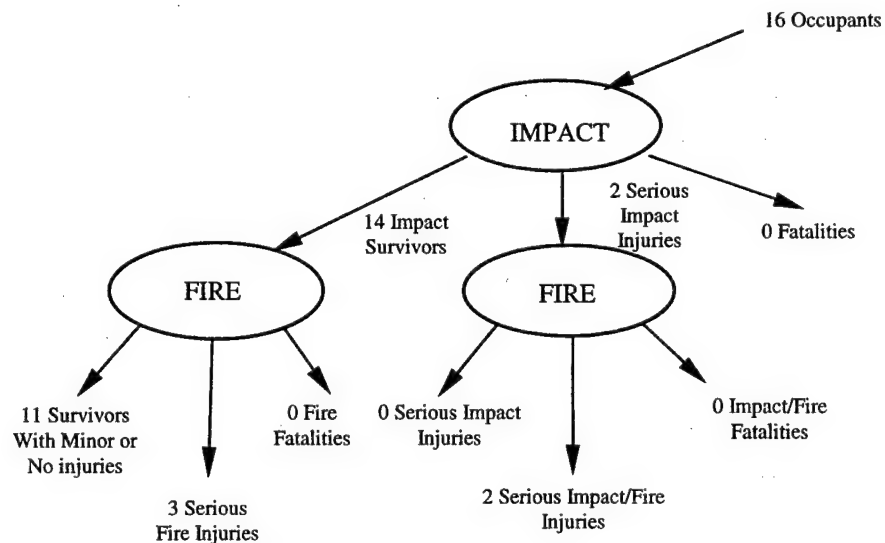 16 Occupants
IMPACT
14 Impact
Survivors
2 Serious
Impact
Injuries
0 Fatalities
FIRE
FIRE
11 Survivors
With Minor or
No injuries
0 Fire
Fatalities
0 Serious Impact
Injuries
0 Impact/Fire
Fatalities
3 Serious
Fire Injuries
2 Serious Impact/Fire
Injuries